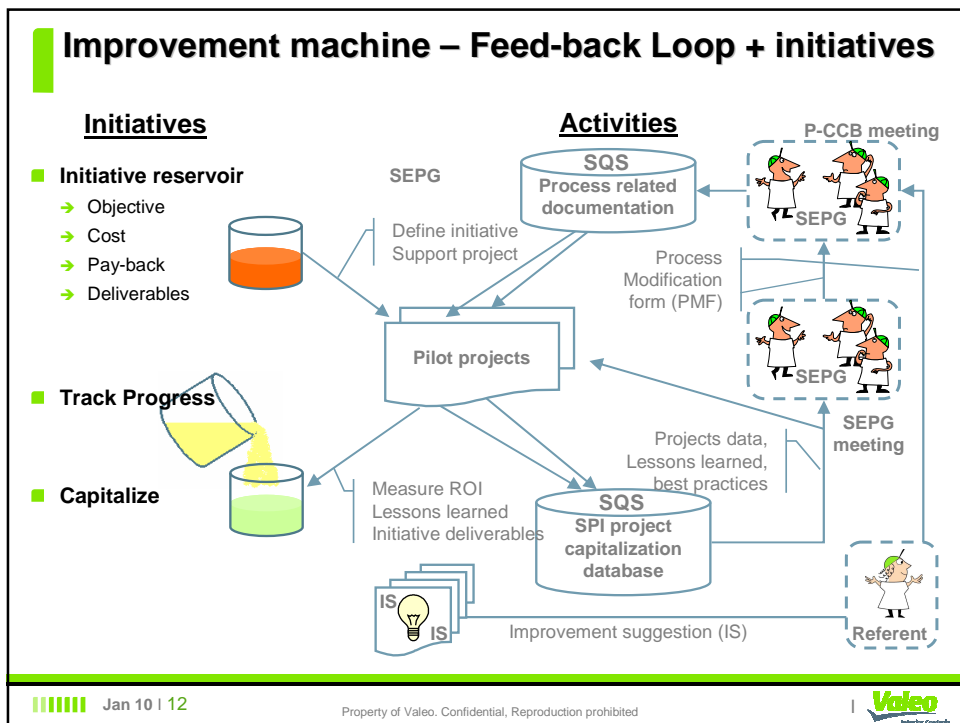 Improvement machine – Feed-back Loop + initiatives
Initiatives
Initiative reservoir
Objective
Cost
Pay-back
Deliverables
Track Progress
Capitalize
Activities
SEPG
Define initiative
Support project
SQS
Process related
documentation
P-CCB meeting
SEPG
Process
Modification
form (PMF)
Pilot projects
SEPG
SEPG
meeting
Projects data,
Lessons learned,
best practices
Measure ROI
Lessons learned
Initiative deliverables
SQS
SPI project
capitalization
database
IS
IS
Improvement suggestion (IS)
Referent
Jan 10 I 12
Property of Valeo. Confidential, Reproduction prohibited
I
Valeo
Interior Controls